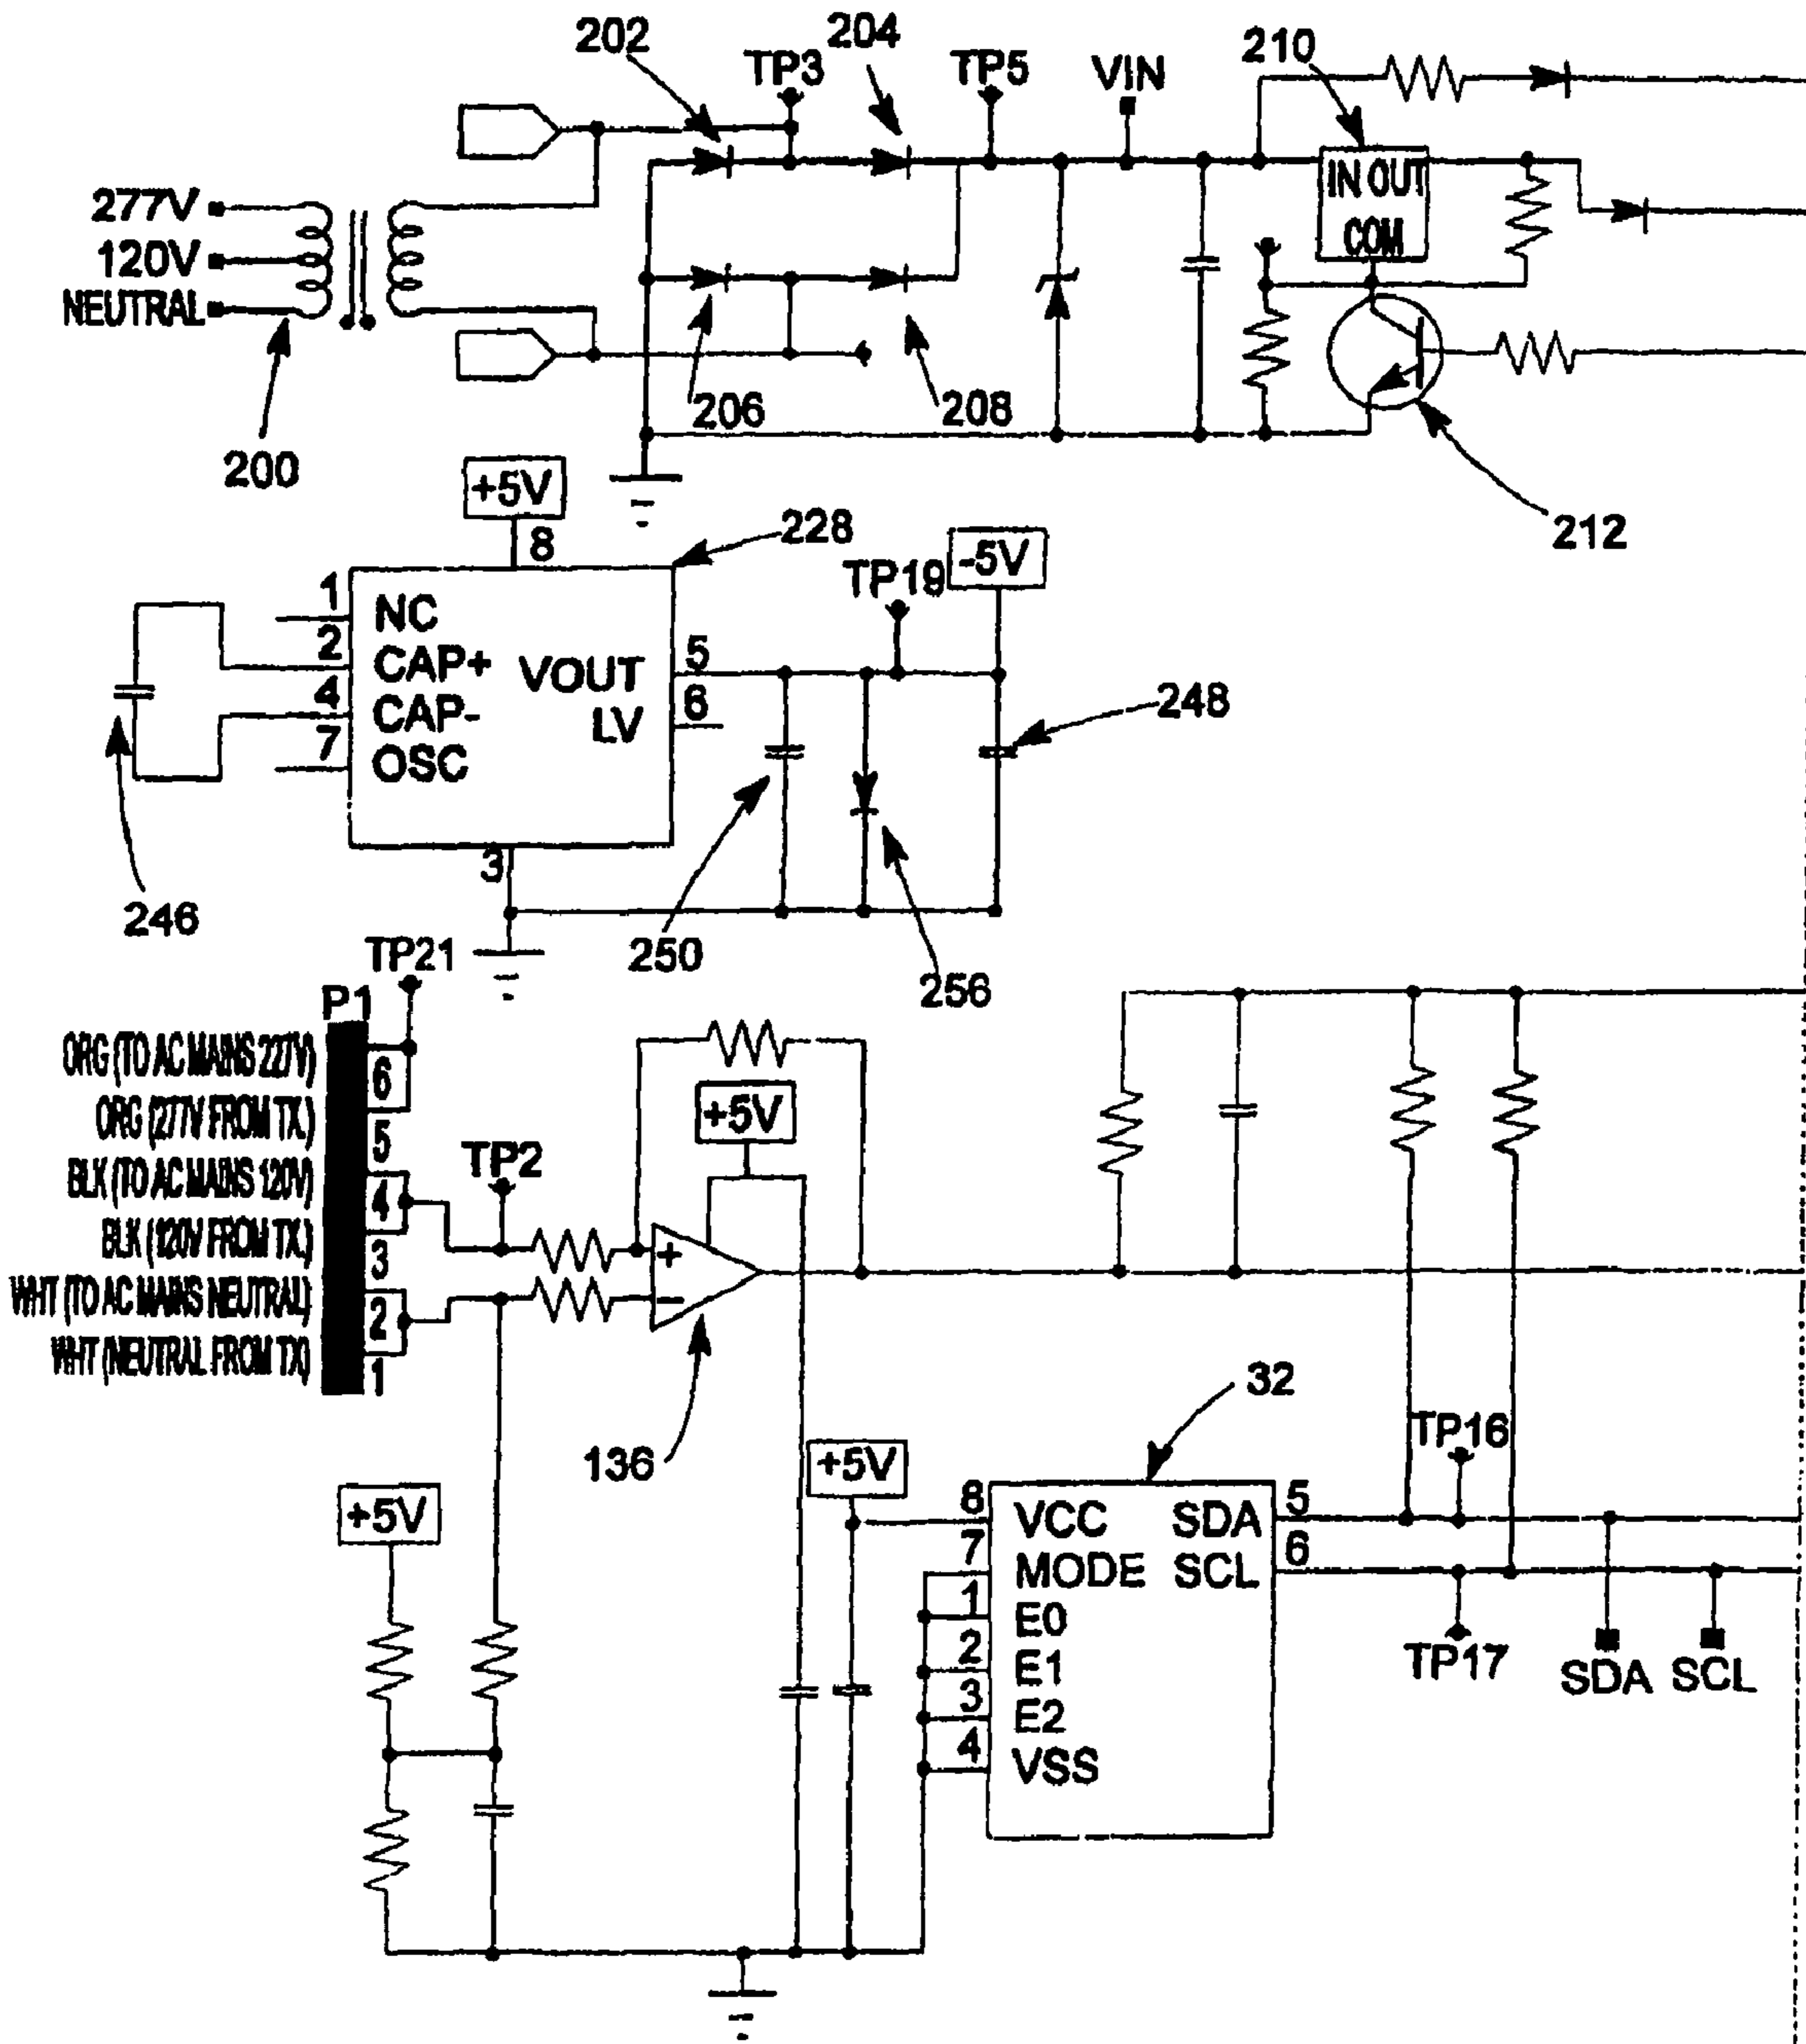 202
204
TP3
TP5
VIN
210
277V
120V
NEUTRAL
IN OUT
COM
200
206
208
212
+5V
8
228
TP19
-5V
1
NC
2
CAP+
4
CAP-
7
OSC
VOUT
5
LV
6
3
246
250
256
248
TP21
P1
ORG (TO AC MAINS 227V)
6
ORG (277V FROM TX.)
5
BLK (TO AC MAINS 120V)
4
BLK (120V FROM TX.)
3
WHT (TO AC MAINS NEUTRAL)
2
WHT (NEUTRAL FROM TX)
1
TP2
+5V
+
-
136
32
+5V
+5V
8
VCC
SDA
5
7
MODE
SCL
6
1
E0
2
E1
3
E2
4
VSS
TP16
TP17
SDA
SCL